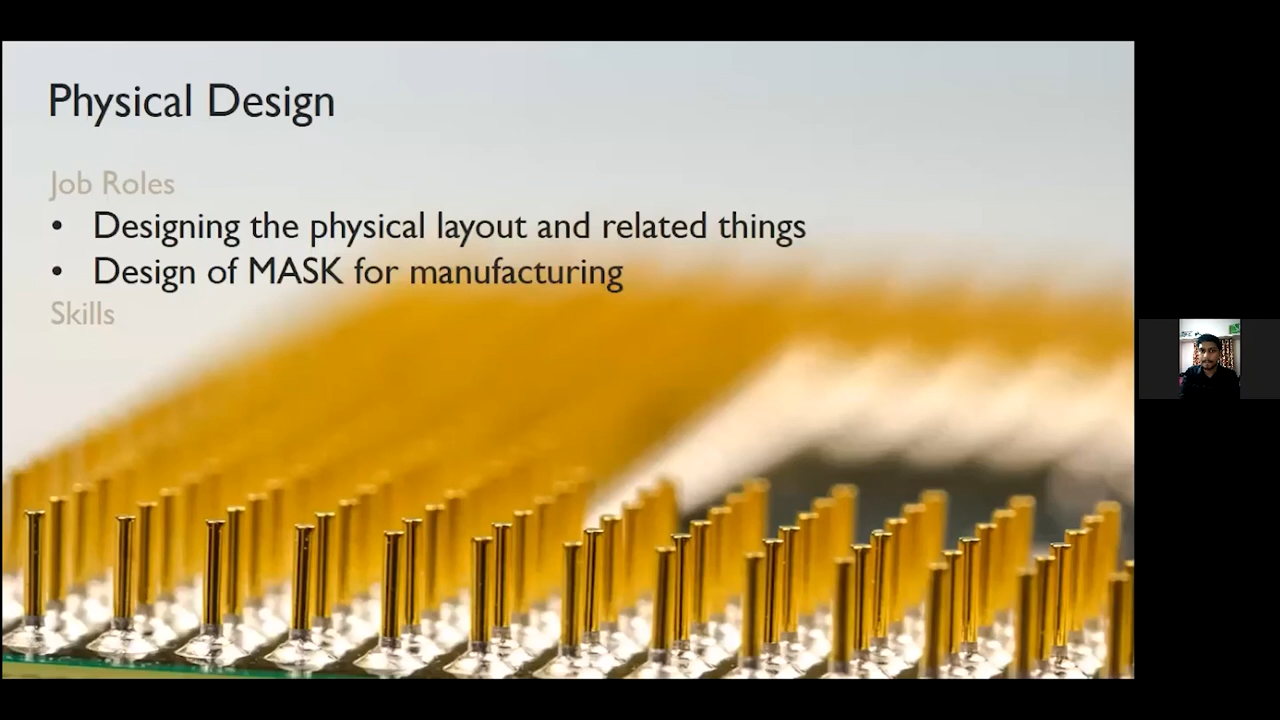 Physical Design
Job Roles
• Designing the physical layout and related things
• Design of MASK for manufacturing
Skills